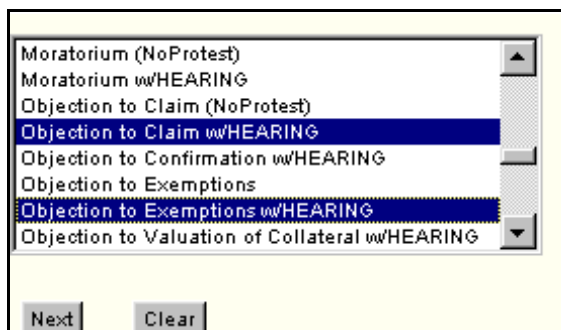 Moratorium (NoProtest)
Moratorium w/HEARING
Objection to Claim (NoProtest)
Objection to Claim w/HEARING
Objection to Confirmation w/HEARING
Objection to Exemptions
Objection to Exemptions w/HEARING
Objection to Valuation of Collateral w/HEARING
Next Clear